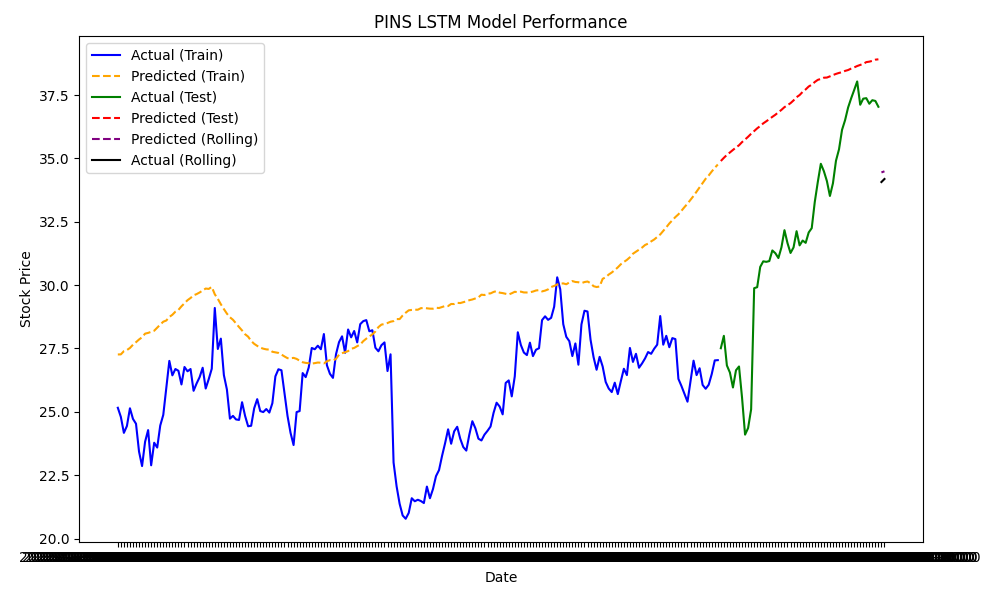 PINS LSTM Model Performance
Actual (Train)
Predicted (Train)
Actual (Test)
Predicted (Test)
Predicted (Rolling)
Actual (Rolling)
37.5
35.0
32.5
30.0
27.5
25.0
22.5
20.0
Stock Price
Date